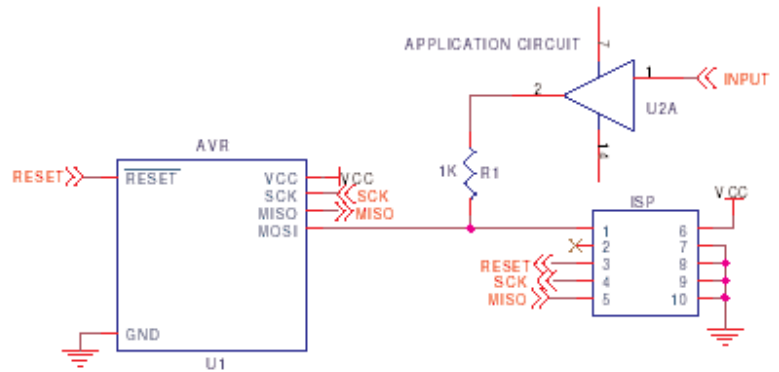 APPLICATION CIRCUIT
7
1
INPUT
2
U2A
14
AVR
1K R1
RESET
RESET
VCC VCC
SCK SCK
MISO MISO
MOSI
GND
U1
ISP
VCC
1 6
2 7
RESET 3 8
SCK 4 9
MISO 5 10